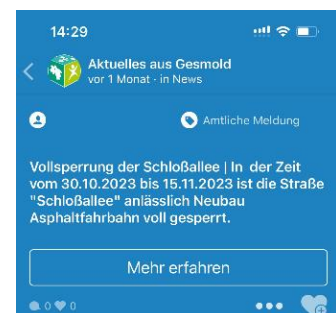 14:29
Aktuelles aus Gesmold
vor 1 Monat · in News
Amtliche Meldung
Vollsperrung der Schloßallee | In der Zeit
vom 30.10.2023 bis 15.11.2023 ist die Straße
"Schloßallee" anlässlich Neubau
Asphaltfahrbahn voll gesperrt.
Mehr erfahren
0 0